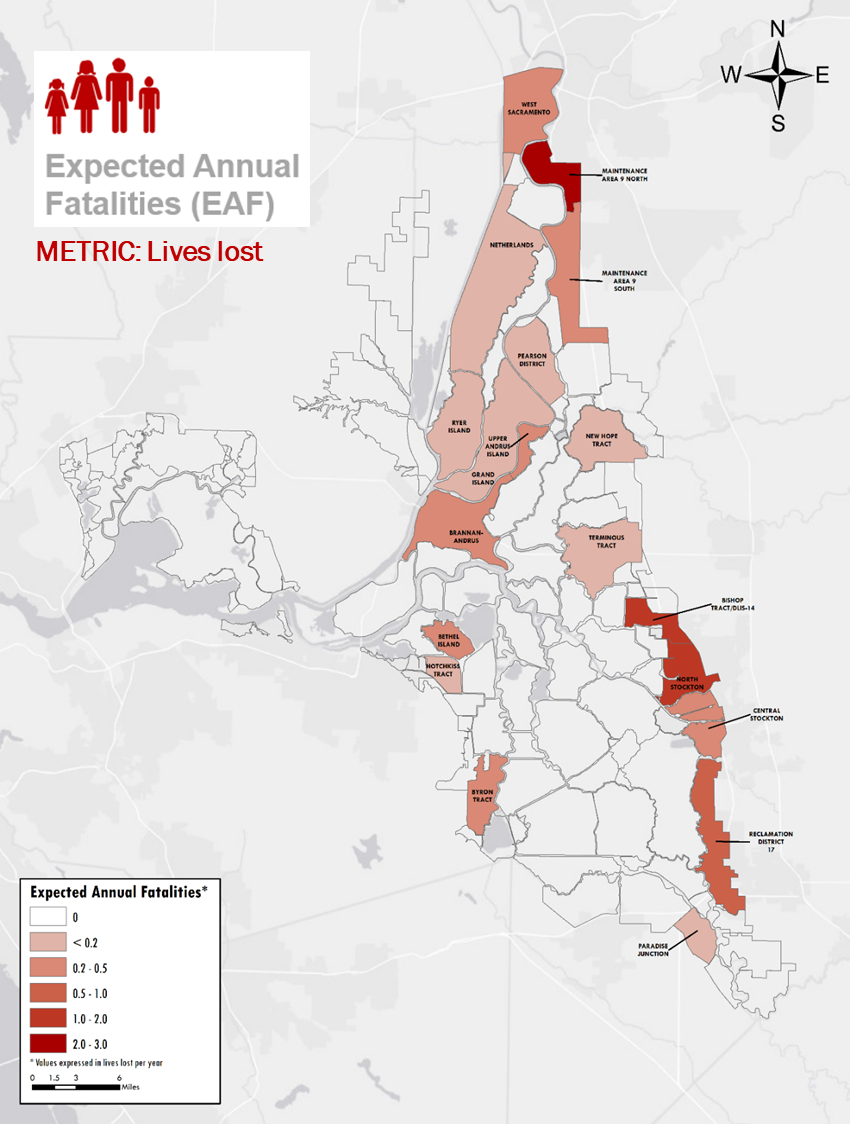 N
W
E
S
Expected Annual
Fatalities (EAF)
METRIC: Lives lost
WEST
SACRAMENTO
MAINTENANCE
AREA 9 NORTH
NETHERLANDS
MAINTENANCE
AREA 9
SOUTH
PEARSON
DISTRICT
RYER
ISLAND
UPPER
ANDRUS
ISLAND
NEW HOPE
TRACT
GRAND
ISLAND
BRANNAN-
ANDRUS
TERMINOUS
TRACT
BISHOP
TRACT/DLIS-14
BETHEL
ISLAND
HOTCHKISS
TRACT
NORTH
STOCKTON
CENTRAL
STOCKTON
BYRON
TRACT
RECLAMATION
DISTRICT
17
PARADISE
JUNCTION
Expected Annual Fatalities*
0
< 0.2
0.2 - 0.5
0.5 - 1.0
1.0 - 2.0
2.0 - 3.0
* Values expressed in lives lost per year
0 1.5 3 6
Miles